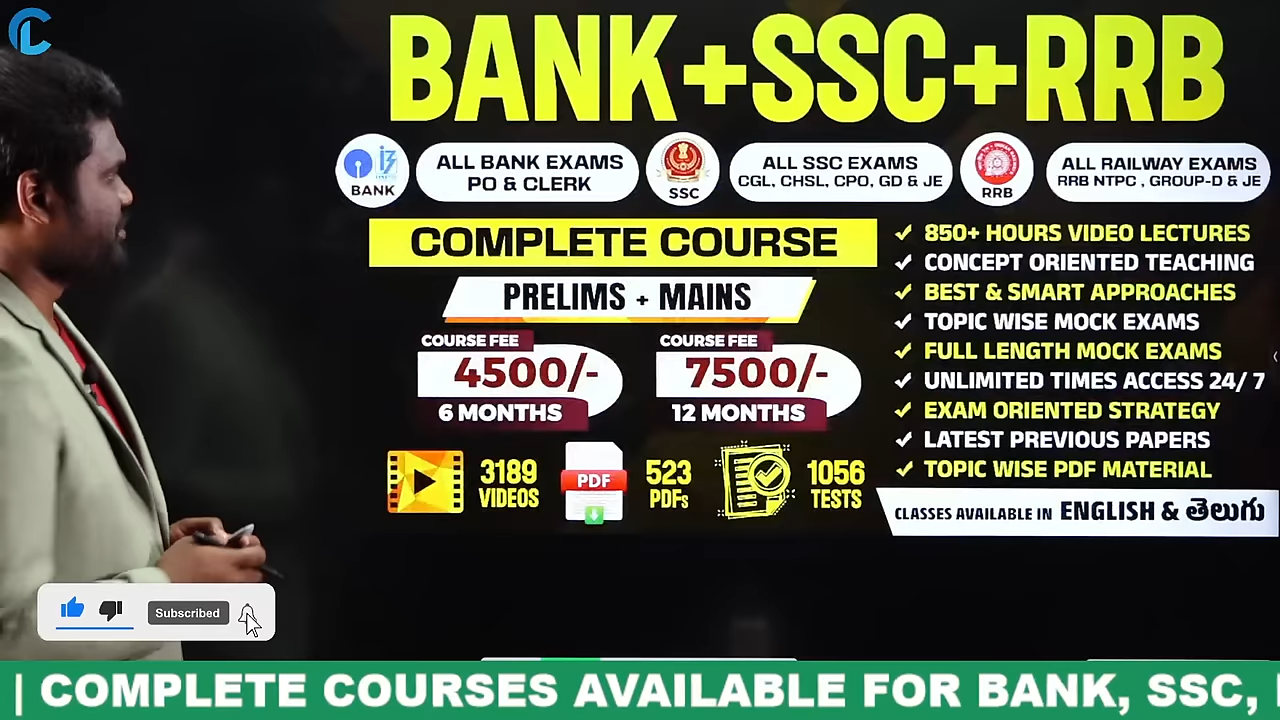 BANK+SSC+RRB
BANK
ALL BANK EXAMS
PO & CLERK
SSC
ALL SSC EXAMS
CGL, CHSL, CPO, GD & JE
RRB
ALL RAILWAY EXAMS
RRB NTPC , GROUP-D & JE
COMPLETE COURSE
PRELIMS + MAINS
COURSE FEE
4500/-
6 MONTHS
COURSE FEE
7500/-
12 MONTHS
3189
VIDEOS
PDF
523
PDFs
1056
TESTS
850+ HOURS VIDEO LECTURES
CONCEPT ORIENTED TEACHING
BEST & SMART APPROACHES
TOPIC WISE MOCK EXAMS
FULL LENGTH MOCK EXAMS
UNLIMITED TIMES ACCESS 24/ 7
EXAM ORIENTED STRATEGY
LATEST PREVIOUS PAPERS
TOPIC WISE PDF MATERIAL
CLASSES AVAILABLE IN ENGLISH & తెలుగు
Subscribed
| COMPLETE COURSES AVAILABLE FOR BANK, SSC,